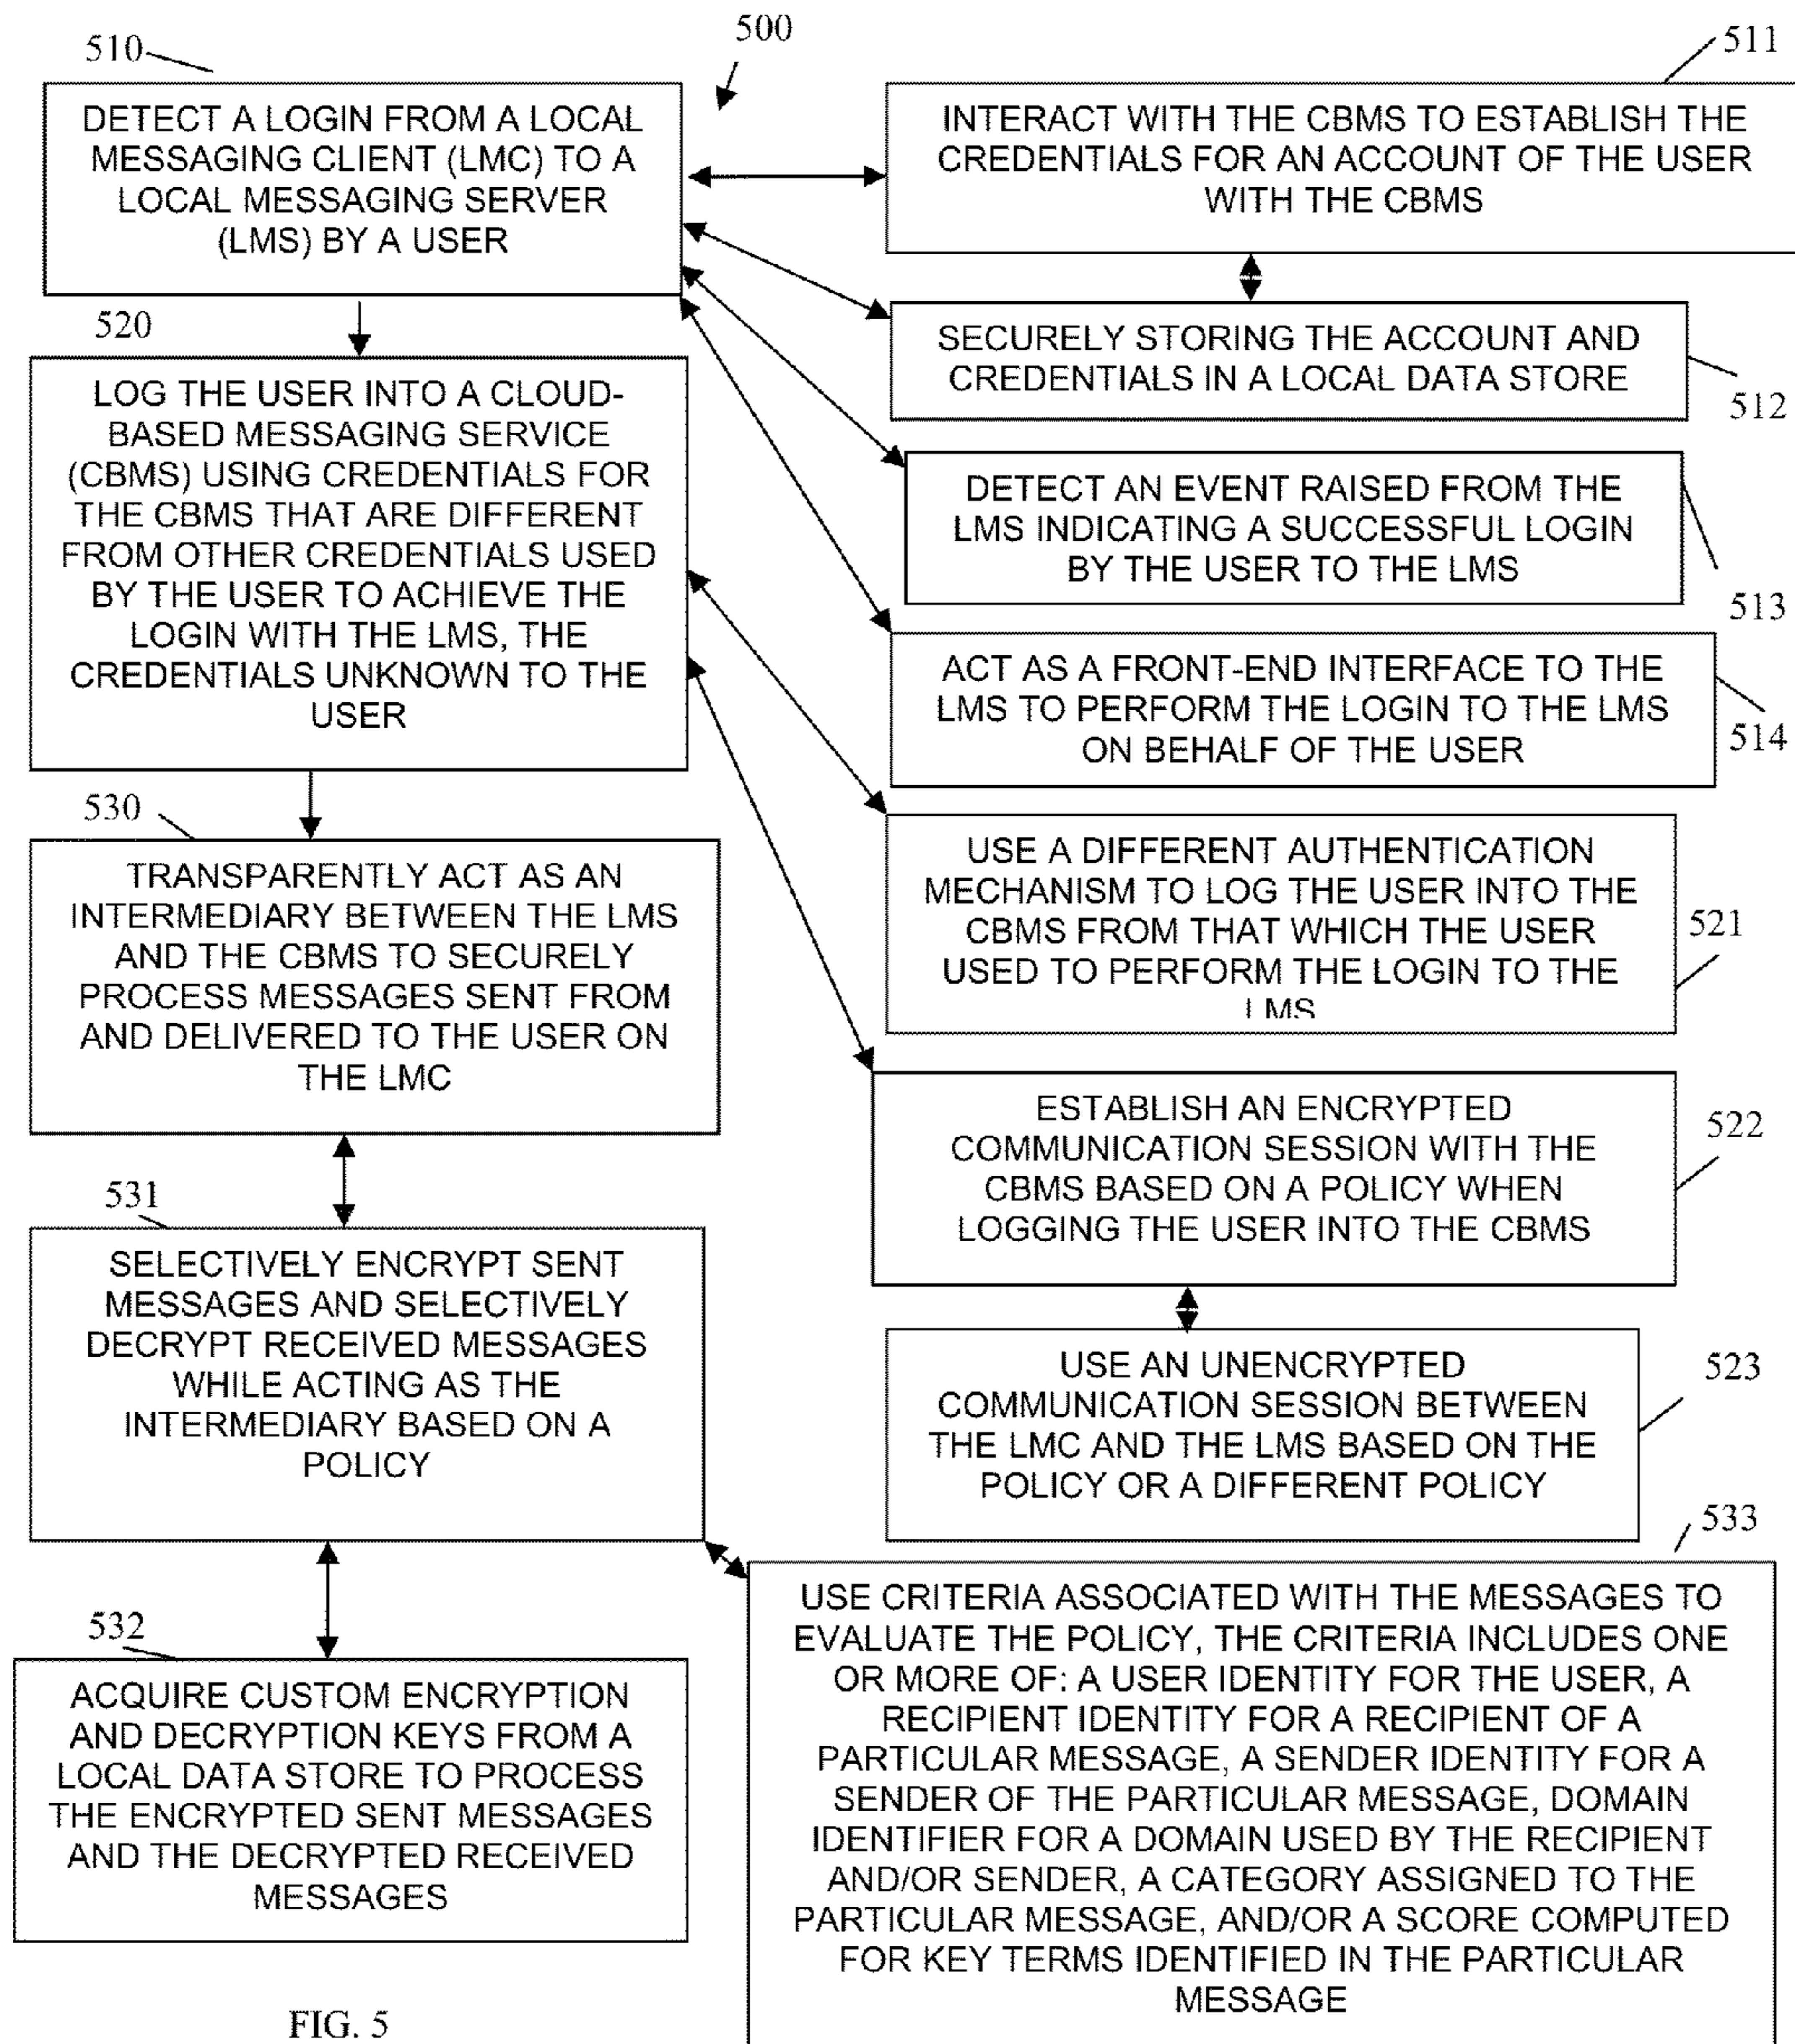 500
510
DETECT A LOGIN FROM A LOCAL
MESSAGING CLIENT (LMC) TO A
LOCAL MESSAGING SERVER
(LMS) BY A USER
511
INTERACT WITH THE CBMS TO ESTABLISH THE
CREDENTIALS FOR AN ACCOUNT OF THE USER
WITH THE CBMS
SECURELY STORING THE ACCOUNT AND
CREDENTIALS IN A LOCAL DATA STORE
512
DETECT AN EVENT RAISED FROM THE
LMS INDICATING A SUCCESSFUL LOGIN
BY THE USER TO THE LMS
513
ACT AS A FRONT-END INTERFACE TO THE
LMS TO PERFORM THE LOGIN TO THE LMS
ON BEHALF OF THE USER
514
520
LOG THE USER INTO A CLOUD-
BASED MESSAGING SERVICE
(CBMS) USING CREDENTIALS FOR
THE CBMS THAT ARE DIFFERENT
FROM OTHER CREDENTIALS USED
BY THE USER TO ACHIEVE THE
LOGIN WITH THE LMS, THE
CREDENTIALS UNKNOWN TO THE
USER
USE A DIFFERENT AUTHENTICATION
MECHANISM TO LOG THE USER INTO THE
CBMS FROM THAT WHICH THE USER
USED TO PERFORM THE LOGIN TO THE
LMS
521
ESTABLISH AN ENCRYPTED
COMMUNICATION SESSION WITH THE
CBMS BASED ON A POLICY WHEN
LOGGING THE USER INTO THE CBMS
522
USE AN UNENCRYPTED
COMMUNICATION SESSION BETWEEN
THE LMC AND THE LMS BASED ON THE
POLICY OR A DIFFERENT POLICY
523
530
TRANSPARENTLY ACT AS AN
INTERMEDIARY BETWEEN THE LMS
AND THE CBMS TO SECURELY
PROCESS MESSAGES SENT FROM
AND DELIVERED TO THE USER ON
THE LMC
531
SELECTIVELY ENCRYPT SENT
MESSAGES AND SELECTIVELY
DECRYPT RECEIVED MESSAGES
WHILE ACTING AS THE
INTERMEDIARY BASED ON A
POLICY
532
ACQUIRE CUSTOM ENCRYPTION
AND DECRYPTION KEYS FROM A
LOCAL DATA STORE TO PROCESS
THE ENCRYPTED SENT MESSAGES
AND THE DECRYPTED RECEIVED
MESSAGES
533
USE CRITERIA ASSOCIATED WITH THE MESSAGES TO
EVALUATE THE POLICY, THE CRITERIA INCLUDES ONE
OR MORE OF: A USER IDENTITY FOR THE USER, A
RECIPIENT IDENTITY FOR A RECIPIENT OF A
PARTICULAR MESSAGE, A SENDER IDENTITY FOR A
SENDER OF THE PARTICULAR MESSAGE, DOMAIN
IDENTIFIER FOR A DOMAIN USED BY THE RECIPIENT
AND/OR SENDER, A CATEGORY ASSIGNED TO THE
PARTICULAR MESSAGE, AND/OR A SCORE COMPUTED
FOR KEY TERMS IDENTIFIED IN THE PARTICULAR
MESSAGE
FIG. 5